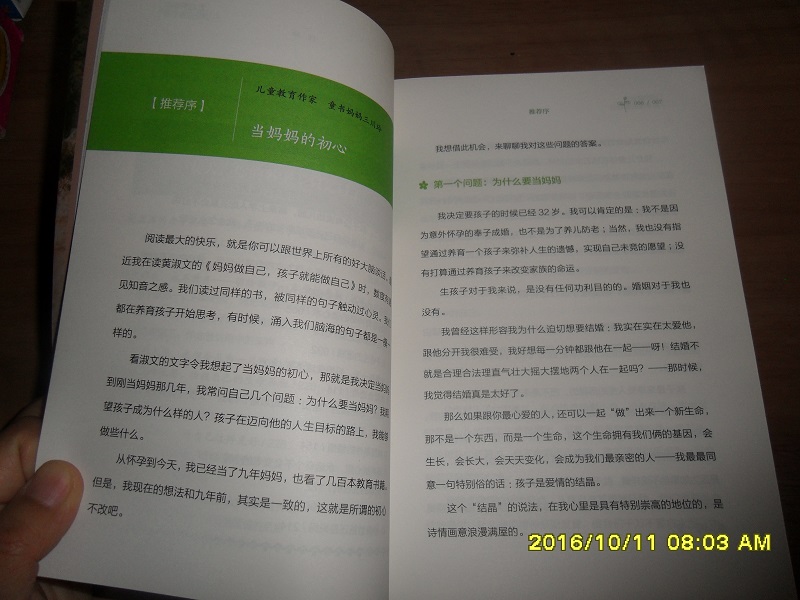 【推荐序】
儿童教育作家 童书妈妈三川玲
当妈妈的初心
阅读最大的快乐,就是你可以跟世界上所有的好大脑谈话。
近我在读黄淑文的《妈妈做自己,孩子就能做自己》时,
见知音之感。我们读过同样的书,被同样的句子触动过心灵。我们
都在养育孩子开始思考,有时候,涌入我们脑海的句子都是一模一
样的。
看淑文的文字令我想起了当妈妈的初心,那就是我决定当妈妈
到刚当妈妈那几年,我常问自己几个问题:为什么要当妈妈?我
望孩子成为什么样的人?孩子在迈向他的人生目标的路上,我能够
做些什么。
从怀孕到今天,我已经当了九年妈妈,也看了几百本教育书籍。
但是,我现在的想法和九年前,其实是一致的,这就是所谓的初心
不改吧。
推荐序
我想借此机会,来聊聊我对这些问题的答案。
第一个问题:为什么要当妈妈
我决定要孩子的时候已经 32 岁。我可以肯定的是:我不是因
为意外怀孕的奉子成婚,也不是为了养儿防老;当然,我也没有指
望通过养育一个孩子来弥补人生的遗憾,实现自己未竟的愿望;没
有打算通过养育孩子来改变家族的命运。
生孩子对于我来说,是没有任何功利目的的。婚姻对于我也
没有。
我曾经这样形容我为什么迫切想要结婚:我实在实在太爱他,
跟他分开我很难受,我好想每一分钟都跟他在一起——呀!结婚不
就是合理合法理直气壮大摇大摆地两个人在一起吗?——那时候,
我觉得结婚真是太好了。
那么如果跟你最心爱的人,还可以一起“做”出来一个新生命,
那不是一个东西,而是一个生命,这个生命拥有我们俩的基因,会
生长,会长大,会天天变化,会成为我们最亲密的人——我最最同
意一句特别俗的话:孩子是爱情的结晶。
这个“结晶”的说法,在我心里是具有特别崇高的地位的,是
诗情画意浪漫满屋的。
2016/10/11 08:03 AM